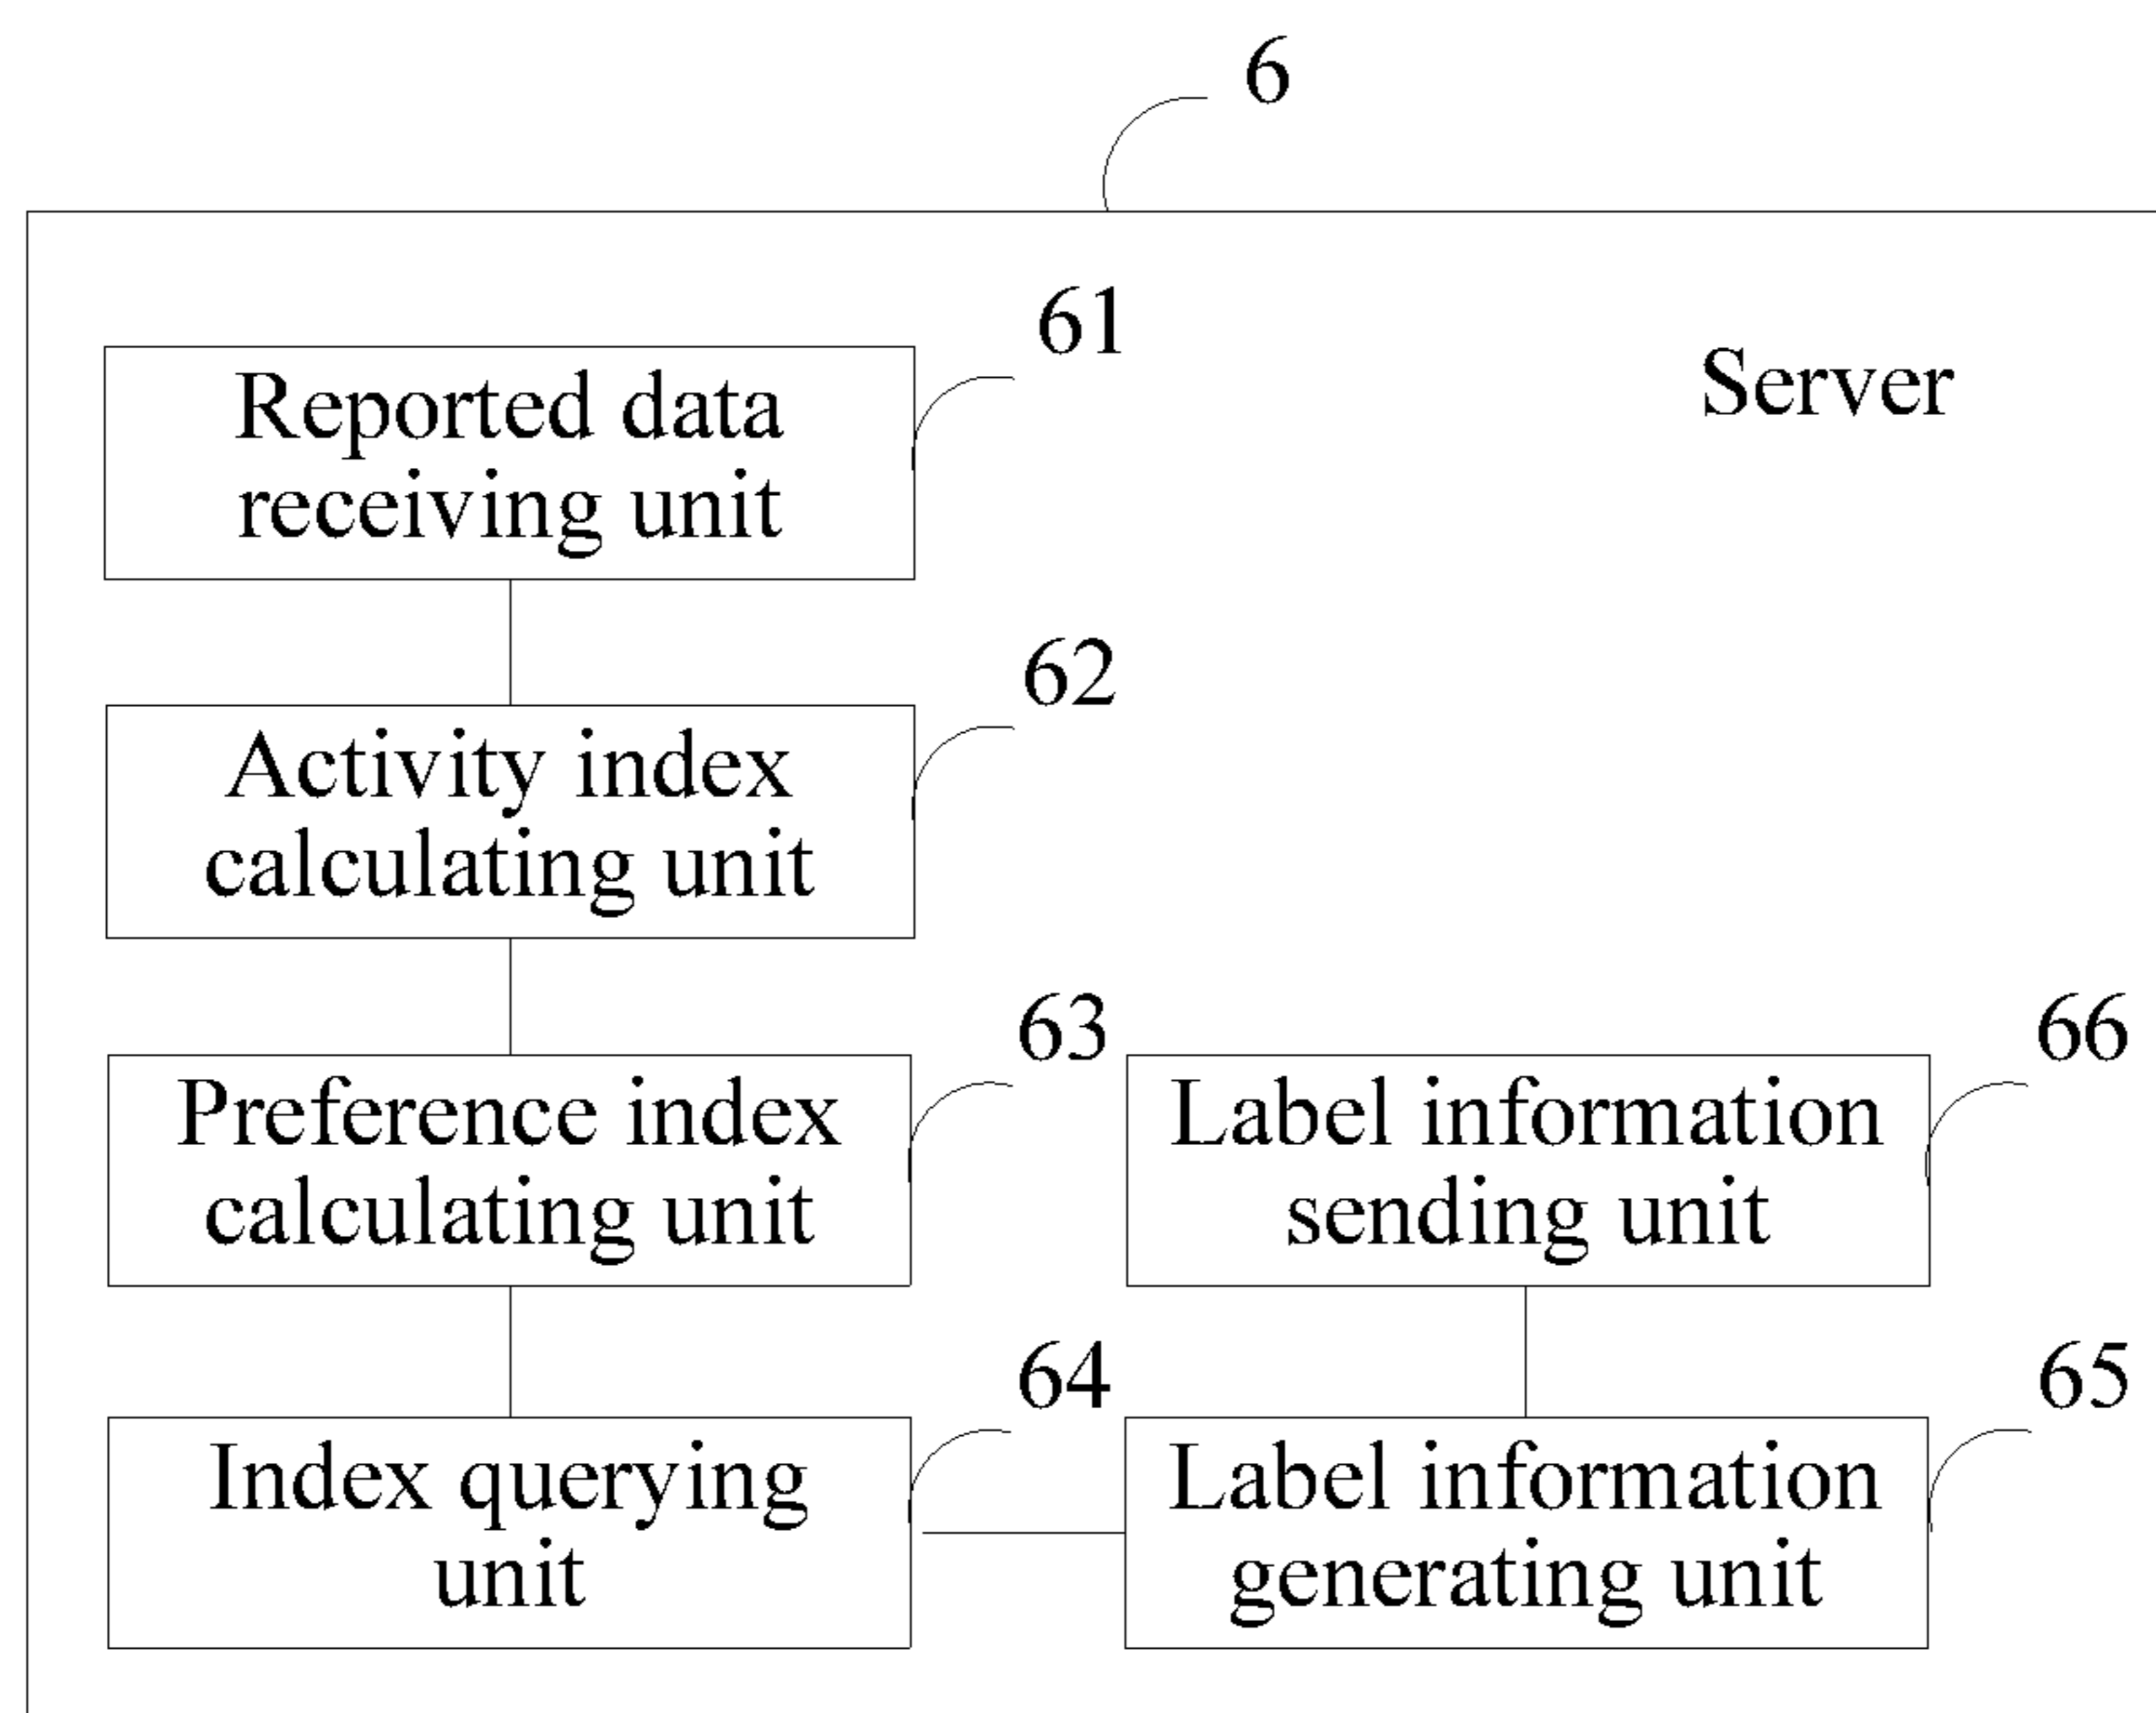 6
61
Server
Reported data
receiving unit
62
Activity index
calculating unit
63
Preference index
calculating unit
66
Label information
sending unit
64
Index querying
unit
65
Label information
generating unit